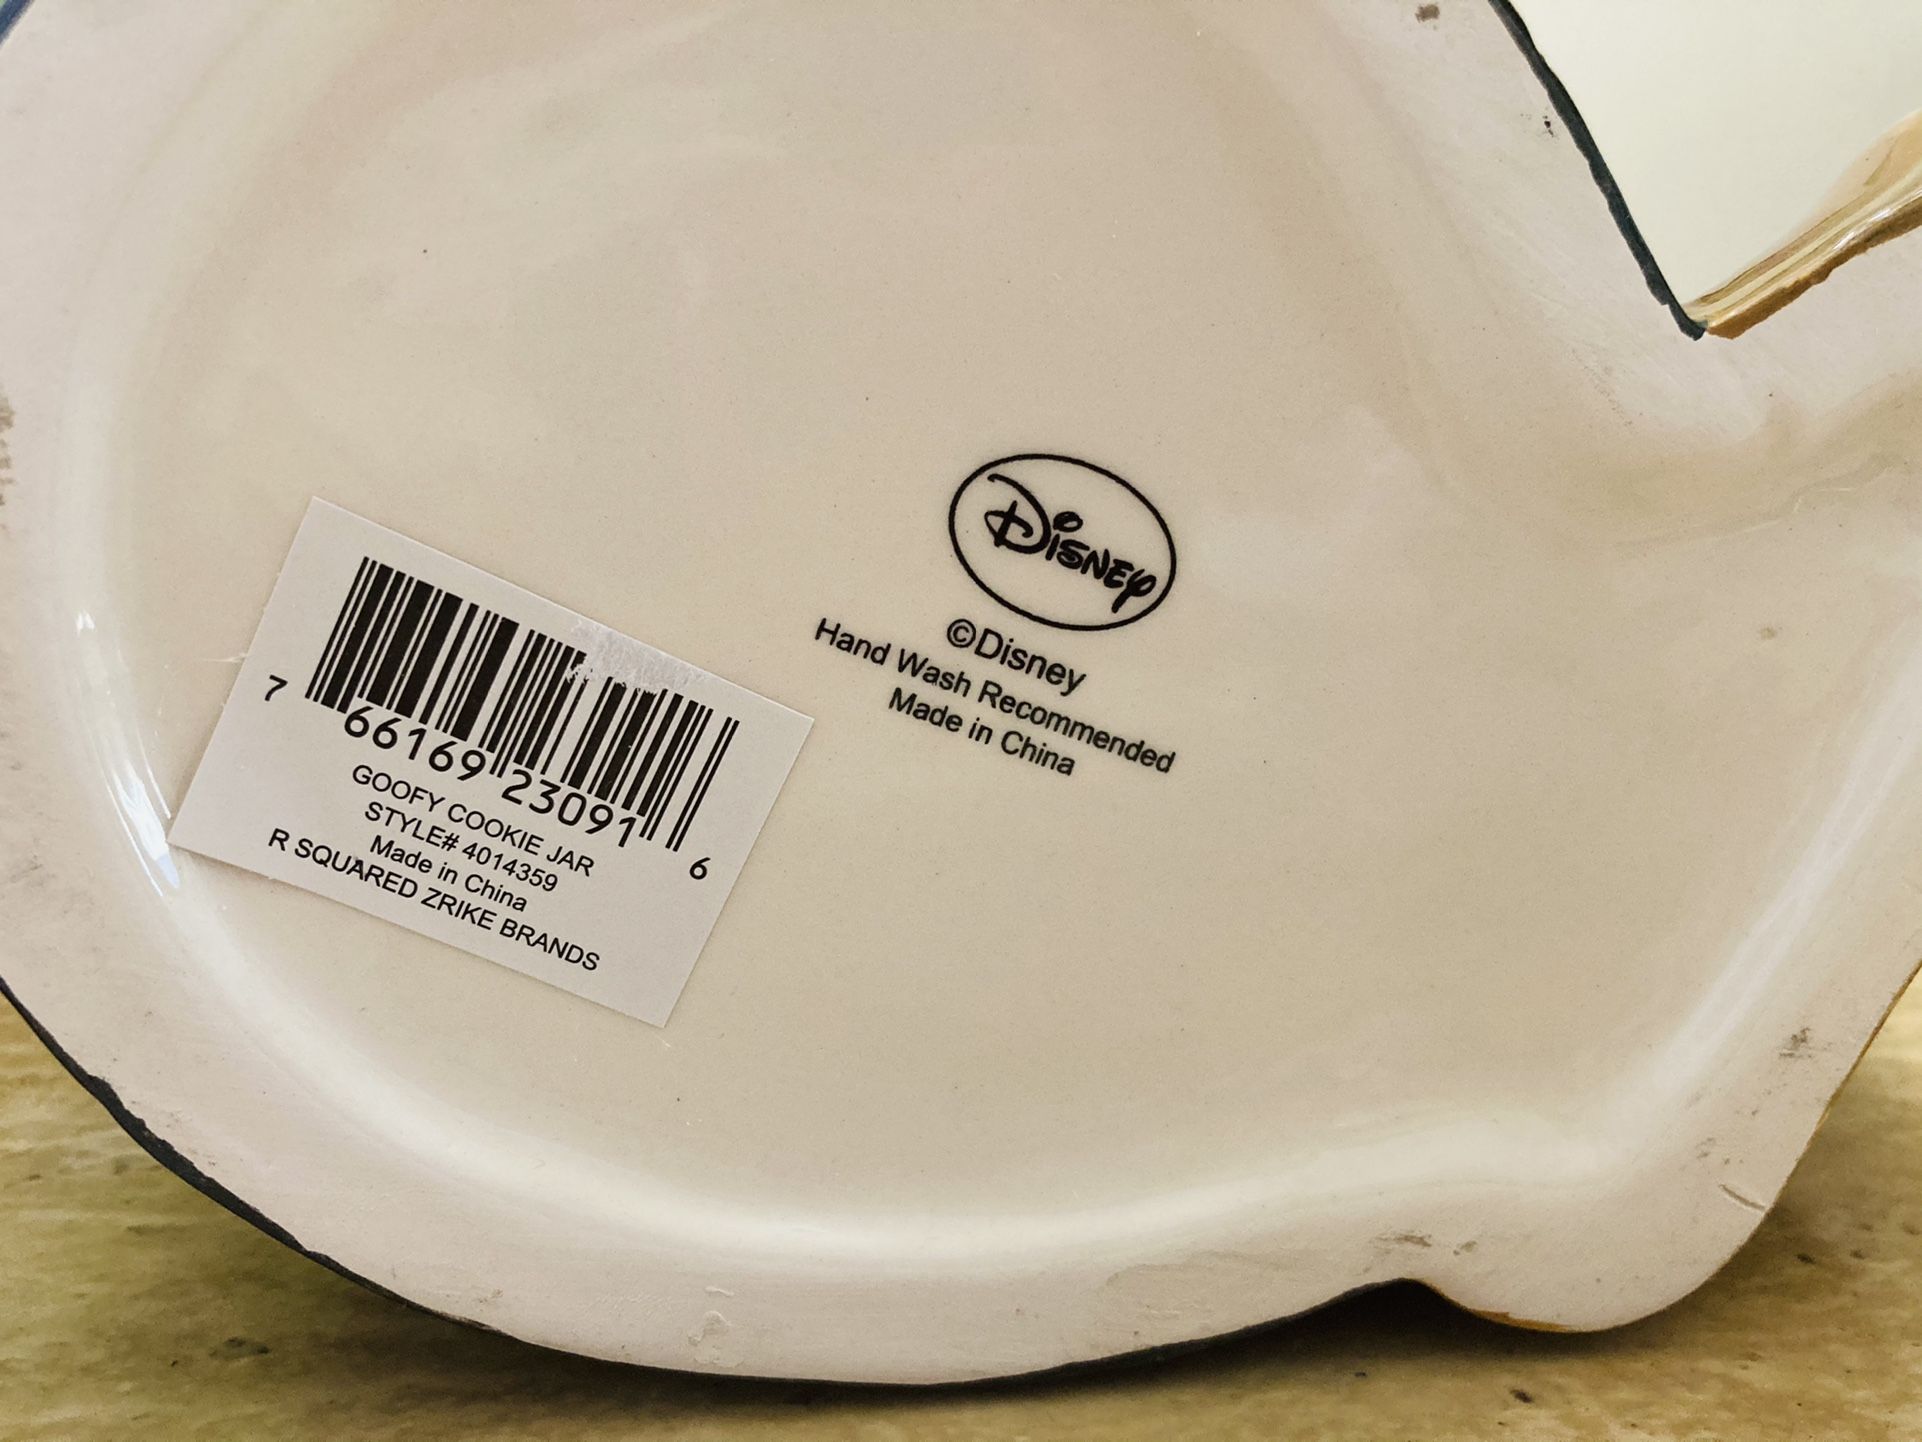 7 66169 23091 6
GOOFY COOKIE JAR
STYLE# 4014359
Made in China
R SQUARED ZRIKE BRANDS
Disney
©Disney
Hand Wash Recommended
Made in China